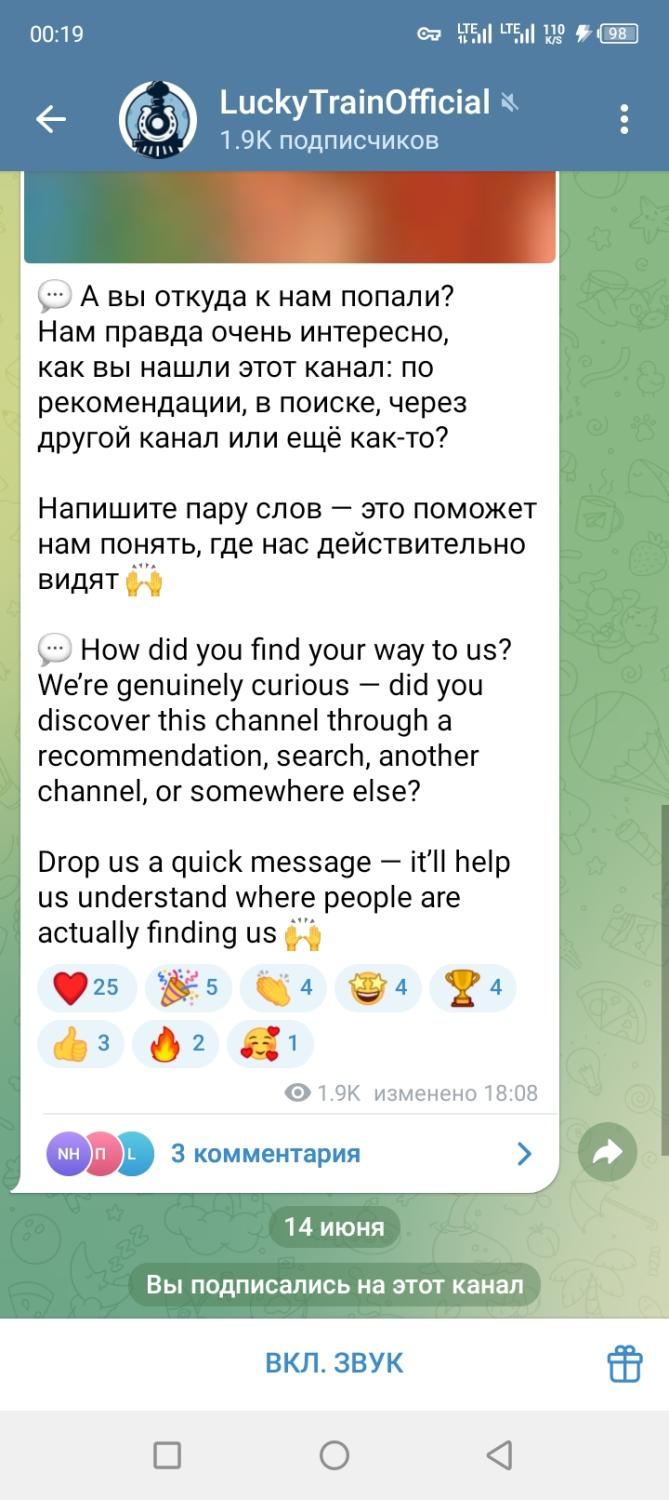 00:19
LTE LTE 110 K/S 98
LuckyTrainOfficial
1.9K подписчиков
💬 А вы откуда к нам попали?
Нам правда очень интересно,
как вы нашли этот канал: по
рекомендации, в поиске, через
другой канал или ещё как-то?
Напишите пару слов — это поможет
нам понять, где нас действительно
видят 🙌
💬 How did you find your way to us?
We’re genuinely curious — did you
discover this channel through a
recommendation, search, another
channel, or somewhere else?
Drop us a quick message — it’ll help
us understand where people are
actually finding us 🙌
❤️ 25 🎉 5 👏 4 🤩 4 🏆 4
👍 3 🔥 2 🥰 1
1.9K изменено 18:08
NH П L 3 комментария
14 июня
Вы подписались на этот канал
ВКЛ. ЗВУК